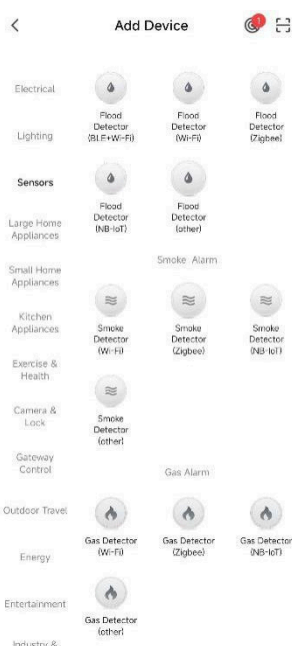 Add Device
1
Electrical
Lighting
Sensors
Large Home
Appliances
Small Home
Appliances
Kitchen
Appliances
Exercise &
Health
Camera &
Lock
Gateway
Control
Outdoor Travel
Energy
Entertainment
Industry &
Flood
Detector
(BLE+Wi-Fi)
Flood
Detector
(Wi-Fi)
Flood
Detector
(Zigbee)
Flood
Detector
(NB-IoT)
Flood
Detector
(other)
Smoke Alarm
Smoke
Detector
(Wi-Fi)
Smoke
Detector
(Zigbee)
Smoke
Detector
(NB-IoT)
Smoke
Detector
(other)
Gas Alarm
Gas Detector
(Wi-Fi)
Gas Detector
(Zigbee)
Gas Detector
(NB-IoT)
Gas Detector
(other)